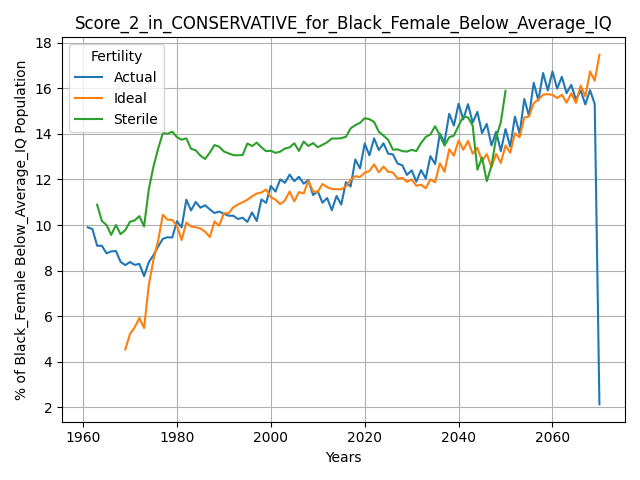 Score_2_in_CONSERVATIVE_for_Black_Female_Below_Average_IQ
Fertility
Actual
Ideal
Sterile
% of Black_Female Below_Average_IQ Population
18
16
14
12
10
8
6
4
2
1960
1980
2000
2020
2040
2060
Years